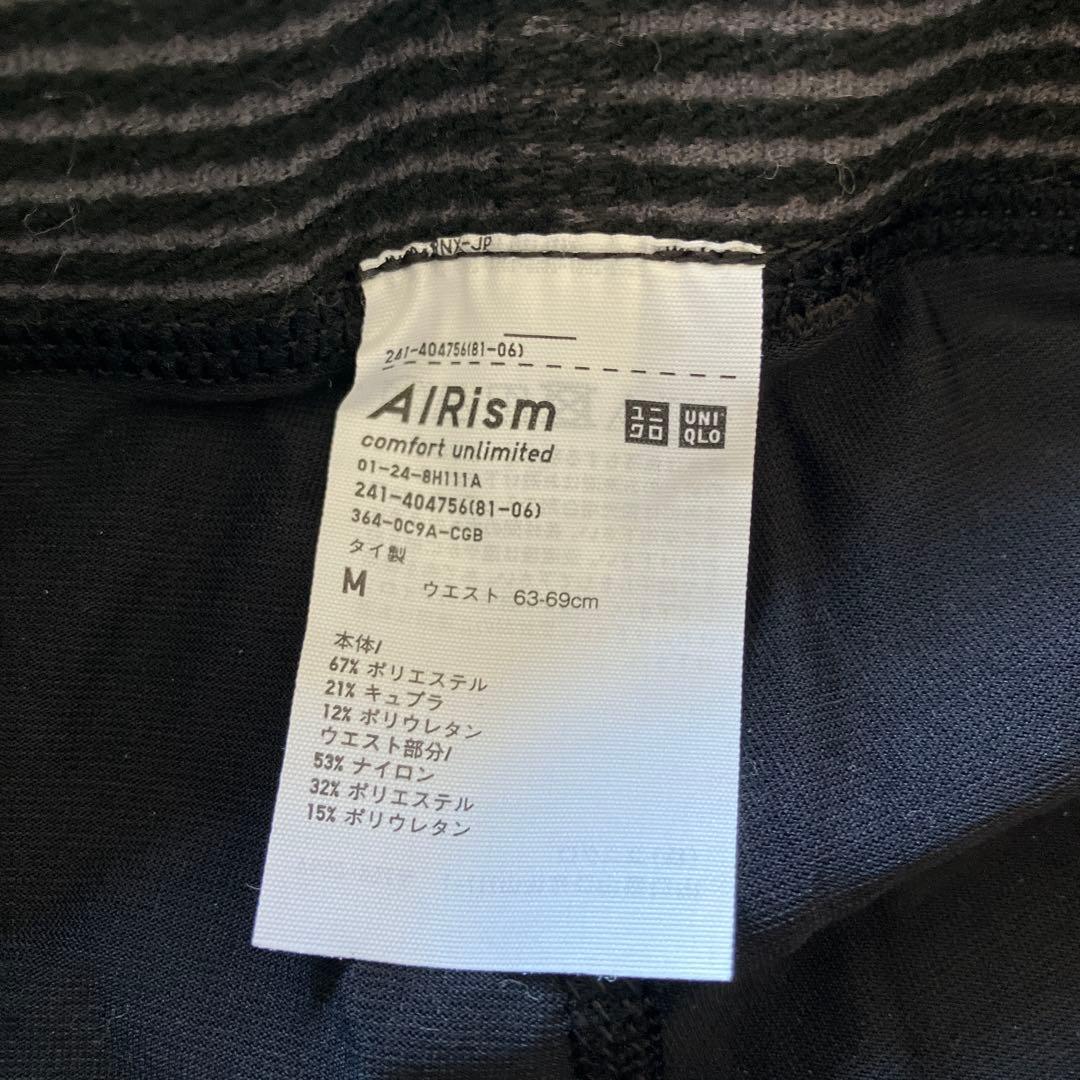 NX-JP
241-404756(81-06)
AIRism
ユニ
クロ
UNI
QLO
comfort unlimited
01-24-8H111A
241-404756(81-06)
364-0C9A-CGB
タイ製
M ウエスト 63-69cm
本体/
67% ポリエステル
21% キュプラ
12% ポリウレタン
ウエスト部分/
53% ナイロン
32% ポリエステル
15% ポリウレタン